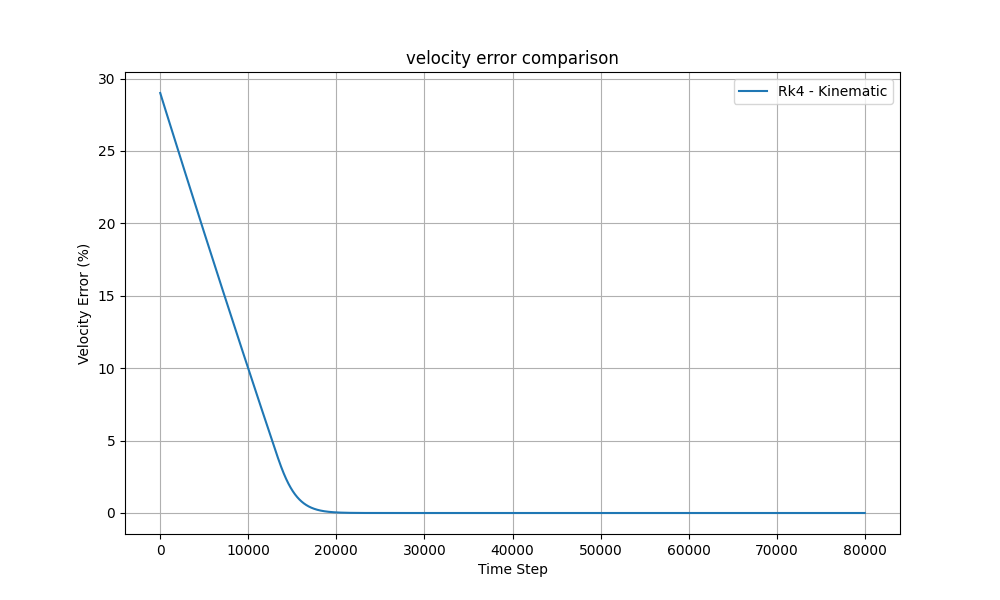 velocity error comparison
Rk4 - Kinematic
Velocity Error (%)
30
25
20
15
10
5
0
0 10000 20000 30000 40000 50000 60000 70000 80000
Time Step